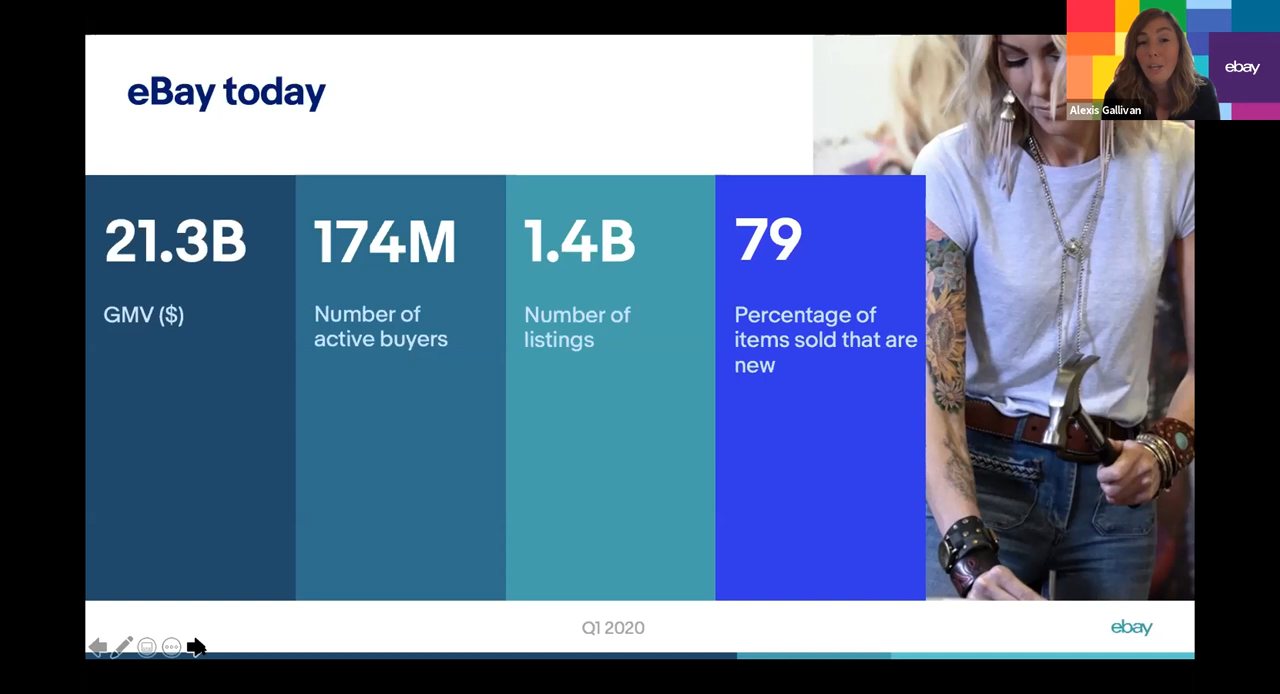 eBay today
21.3B
GMV ($)
174M
Number of
active buyers
1.4B
Number of
listings
79
Percentage of
items sold that are
new
Q1 2020
ebay
ebay
Alexis Gallivan